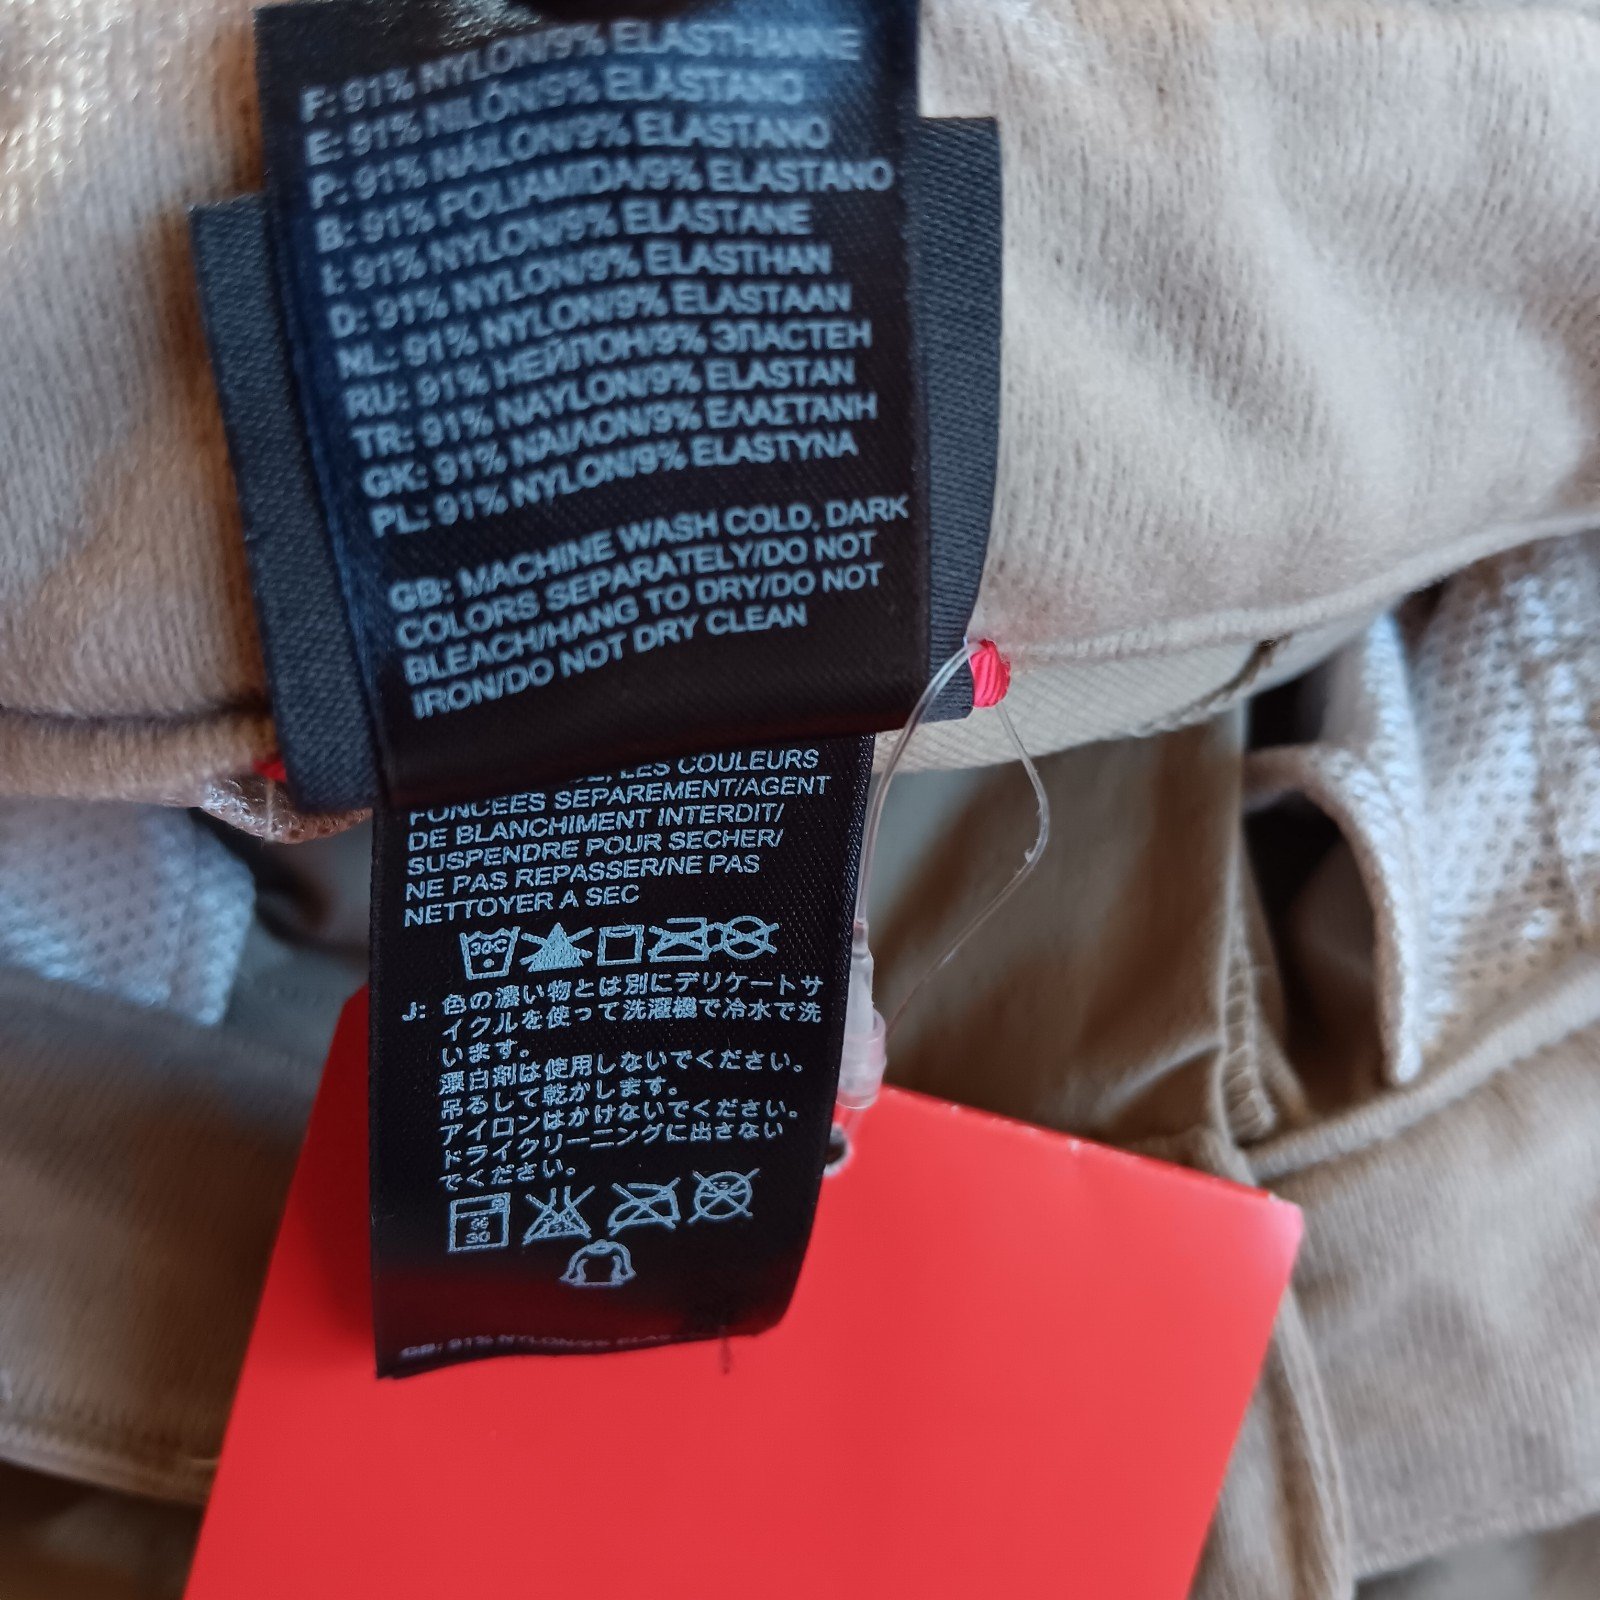 F: 91% NYLON/9% ELASTHANNE
E: 91% NILÓN/9% ELASTANO
P: 91% NAILON/9% ELASTANO
B: 91% POLIAMIDA/9% ELASTANO
I: 91% NYLON/9% ELASTANE
D: 91% NYLON/9% ELASTHAN
NL: 91% NYLON/9% ELASTAAN
RU: 91% НЕЙЛОН/9% ЭЛАСТЕН
TR: 91% NAYLON/9% ELASTAN
GK: 91% ΝΑΙΛΟΝ/9% ΕΛΑΣΤΑΝΗ
PL: 91% NYLON/9% ELASTYNA
GB: MACHINE WASH COLD, DARK
COLORS SEPARATELY/DO NOT
BLEACH/HANG TO DRY/DO NOT
IRON/DO NOT DRY CLEAN
LES COULEURS
FONCEES SEPAREMENT/AGENT
DE BLANCHIMENT INTERDIT/
SUSPENDRE POUR SECHER/
NE PAS REPASSER/NE PAS
NETTOYER A SEC
30C
J: 色の濃い物とは別にデリケートサ
イクルを使って洗濯機で冷水で洗
います。
漂白剤は使用しないでください。
吊るして乾かします。
アイロンはかけないでください。
ドライクリーニングに出さない
でください。
30
GB: 91% NYLON/9%